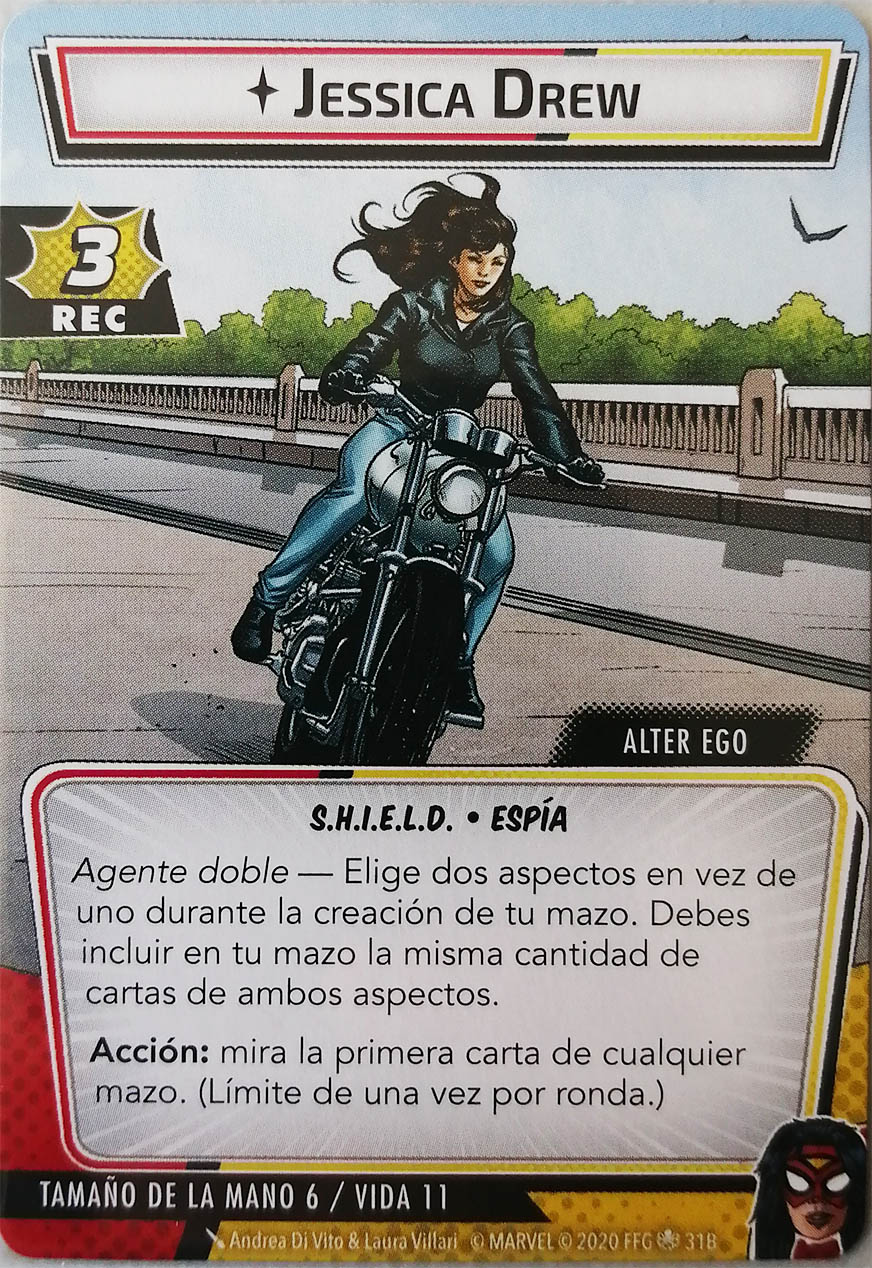 JESSICA DREW
3
REC
ALTER EGO
S.H.I.E.L.D. • ESPÍA
Agente doble — Elige dos aspectos en vez de
uno durante la creación de tu mazo. Debes
incluir en tu mazo la misma cantidad de
cartas de ambos aspectos.
Acción: mira la primera carta de cualquier
mazo. (Límite de una vez por ronda.)
TAMAÑO DE LA MANO 6 / VIDA 11
Andrea Di Vito & Laura Villari © MARVEL © 2020 FFG 31B